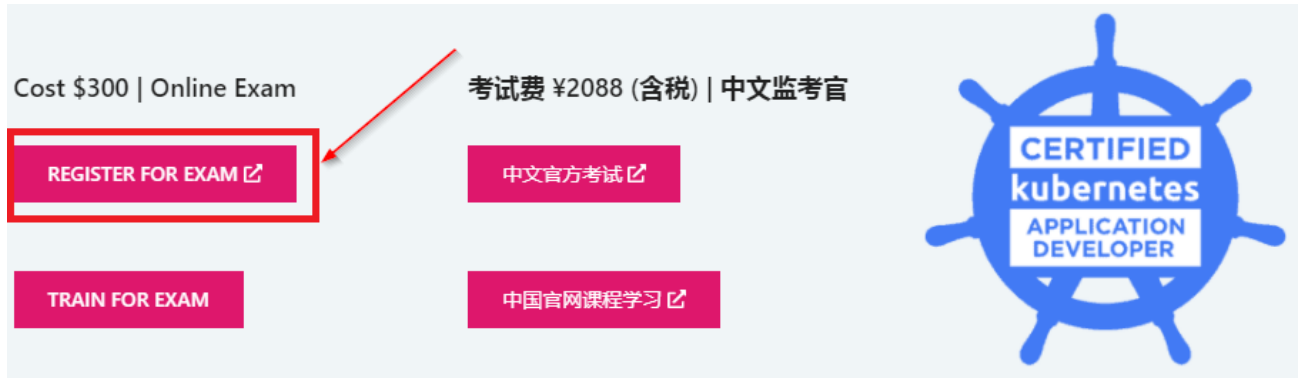 Cost $300 | Online Exam
REGISTER FOR EXAM
TRAIN FOR EXAM
考试费 ¥2088 (含税) | 中文监考官
中文官方考试
中国官网课程学习
CERTIFIED
kubernetes
APPLICATION
DEVELOPER